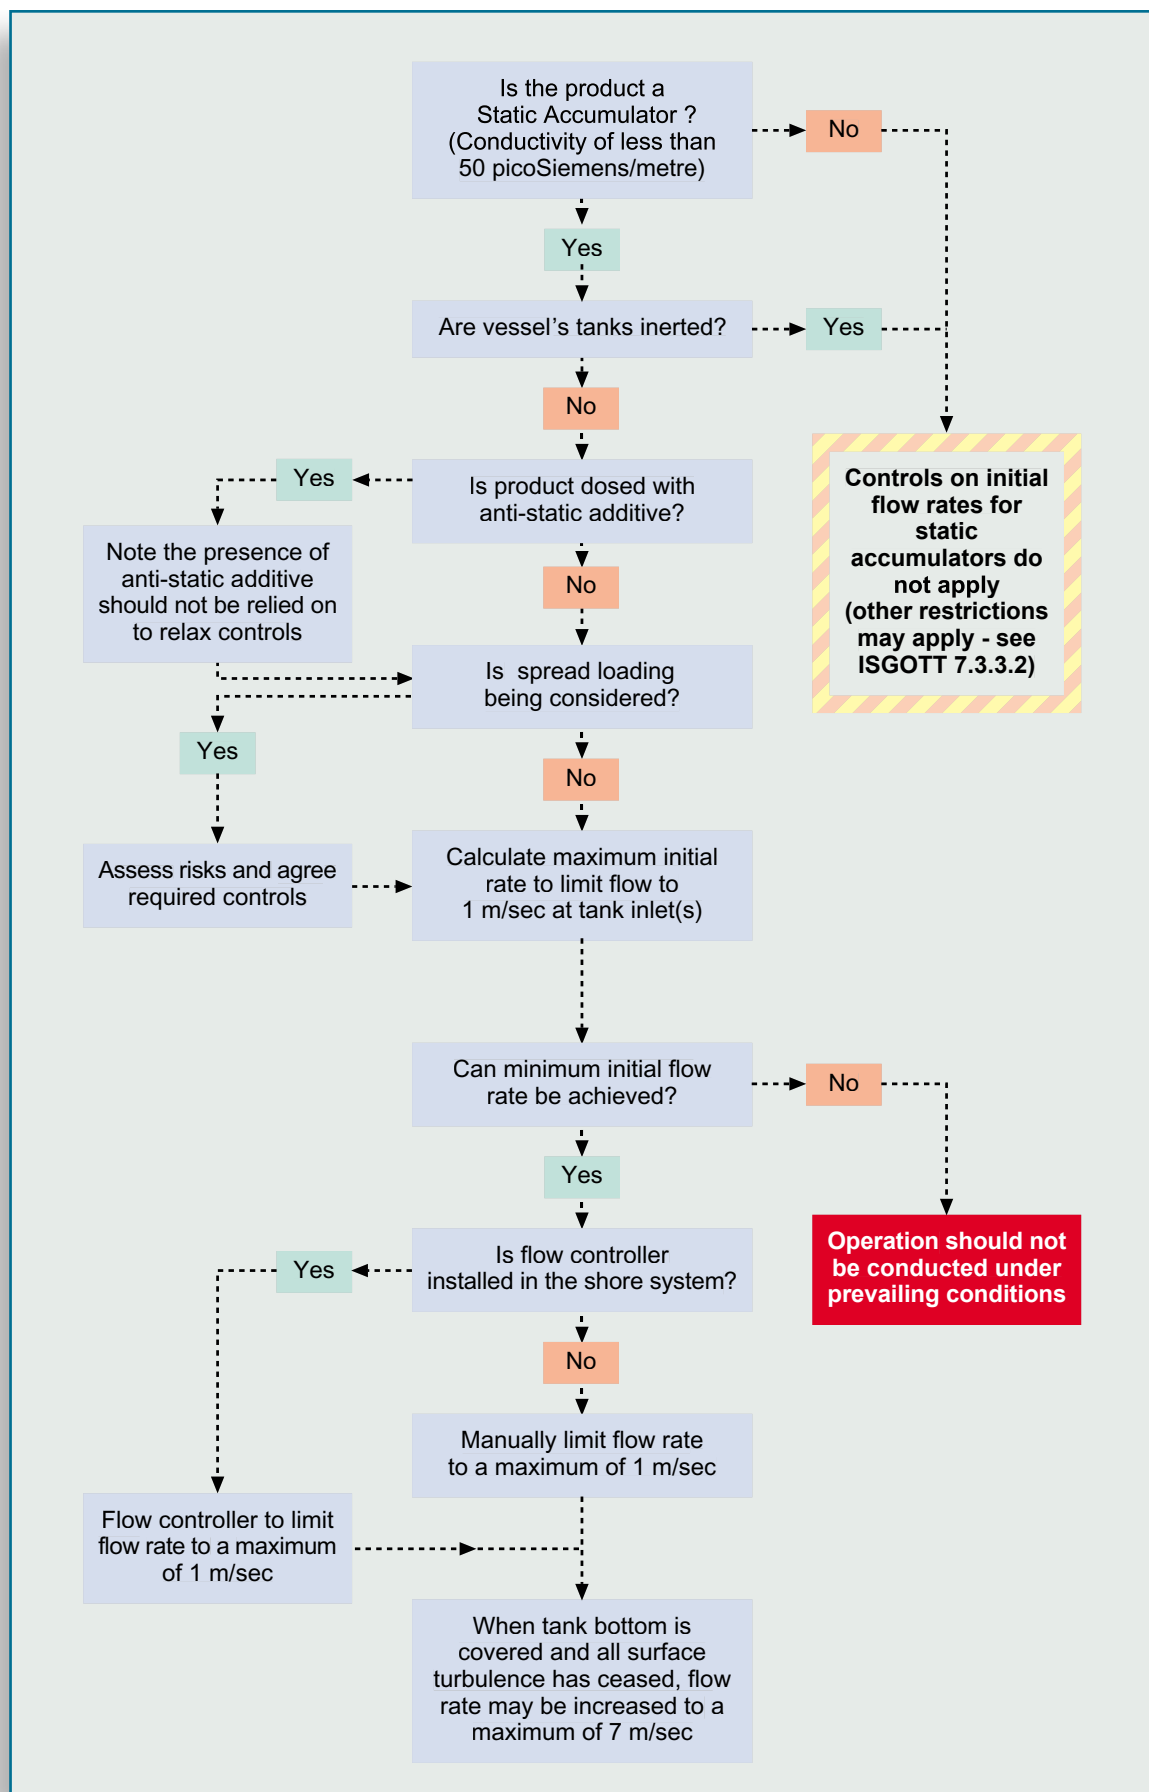 Is the product a
Static Accumulator ?
(Conductivity of less than
50 picoSiemens/metre)
No
Yes
Are vessel's tanks inerted?
Yes
No
Controls on initial
flow rates for
static
accumulators do
not apply
(other restrictions
may apply - see
ISGOTT 7.3.3.2)
Yes
Is product dosed with
anti-static additive?
Note the presence of
anti-static additive
should not be relied on
to relax controls
No
Is spread loading
being considered?
Yes
No
Assess risks and agree
required controls
Calculate maximum initial
rate to limit flow to
1 m/sec at tank inlet(s)
Can minimum initial flow
rate be achieved?
No
Yes
Operation should not
be conducted under
prevailing conditions
Is flow controller
installed in the shore system?
Yes
No
Manually limit flow rate
to a maximum of 1 m/sec
Flow controller to limit
flow rate to a maximum
of 1 m/sec
When tank bottom is
covered and all surface
turbulence has ceased, flow
rate may be increased to a
maximum of 7 m/sec